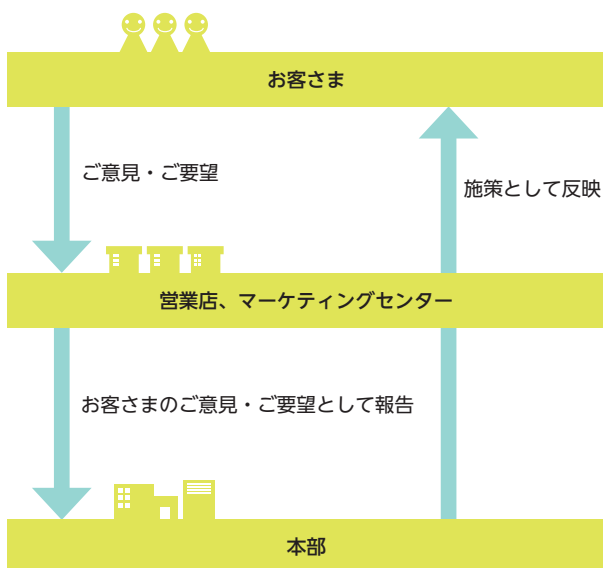 お客さま
ご意見・ご要望
施策として反映
営業店、マーケティングセンター
お客さまのご意見・ご要望として報告
本部